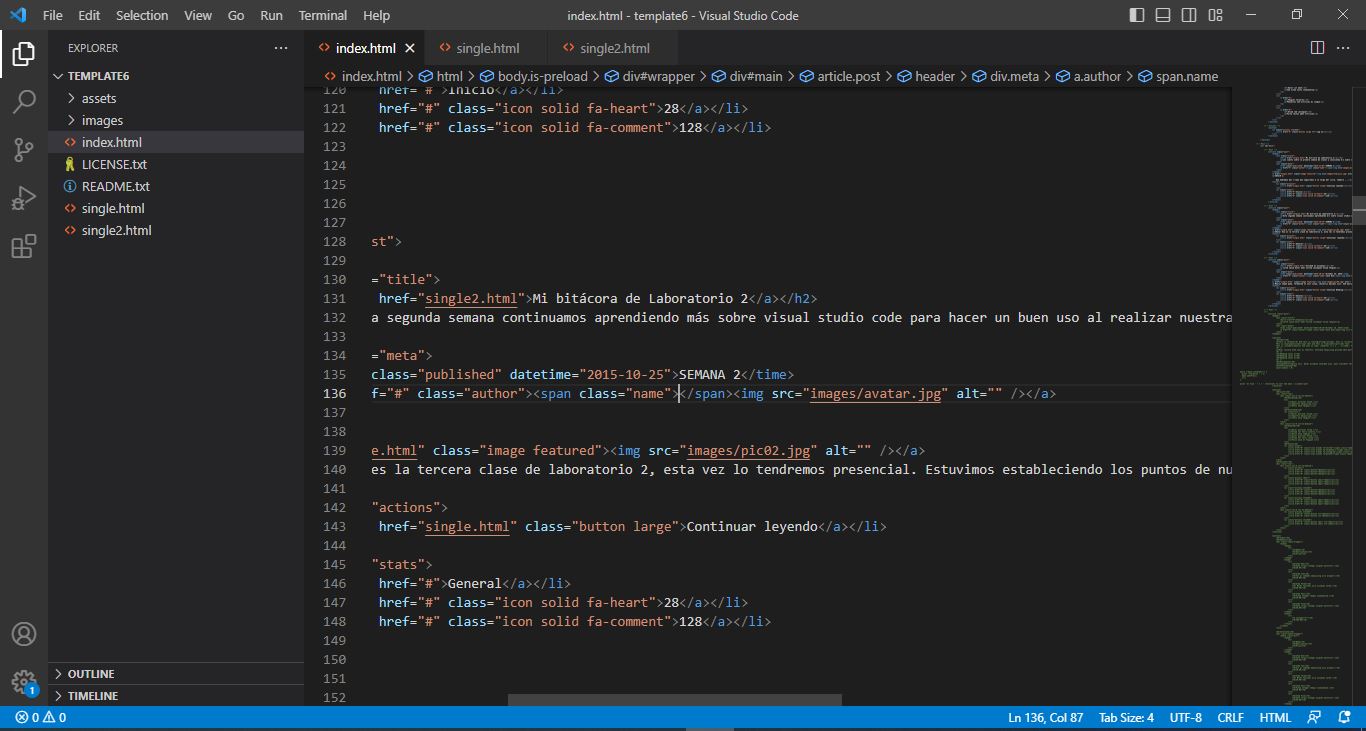 File Edit Selection View Go Run Terminal Help index.html - template6 - Visual Studio Code
EXPLORER
TEMPLATE6
assets
images
index.html
LICENSE.txt
README.txt
single.html
single2.html
OUTLINE
TIMELINE
index.html single.html single2.html
index.html > html > body.is-preload > div#wrapper > div#main > article.post > header > div.meta > a.author > span.name
120 href="#">Inicio</a></li>
121 href="#" class="icon solid fa-heart">28</a></li>
122 href="#" class="icon solid fa-comment">128</a></li>
123
124
125
126
127
128 st">
129
130 ="title">
131 href="single2.html">Mi bitácora de Laboratorio 2</a></h2>
132 a segunda semana continuamos aprendiendo más sobre visual studio code para hacer un buen uso al realizar nuestra
133
134 ="meta">
135 class="published" datetime="2015-10-25">SEMANA 2</time>
136 f="#" class="author"><span class="name"></span><img src="images/avatar.jpg" alt="" /></a>
137
138
139 e.html" class="image featured"><img src="images/pic02.jpg" alt="" /></a>
140 es la tercera clase de laboratorio 2, esta vez lo tendremos presencial. Estuvimos estableciendo los puntos de nu
141
142 "actions">
143 href="single.html" class="button large">Continuar leyendo</a></li>
144
145 "stats">
146 href="#">General</a></li>
147 href="#" class="icon solid fa-heart">28</a></li>
148 href="#" class="icon solid fa-comment">128</a></li>
149
150
151
152
1
0 0 Ln 136, Col 87 Tab Size: 4 UTF-8 CRLF HTML